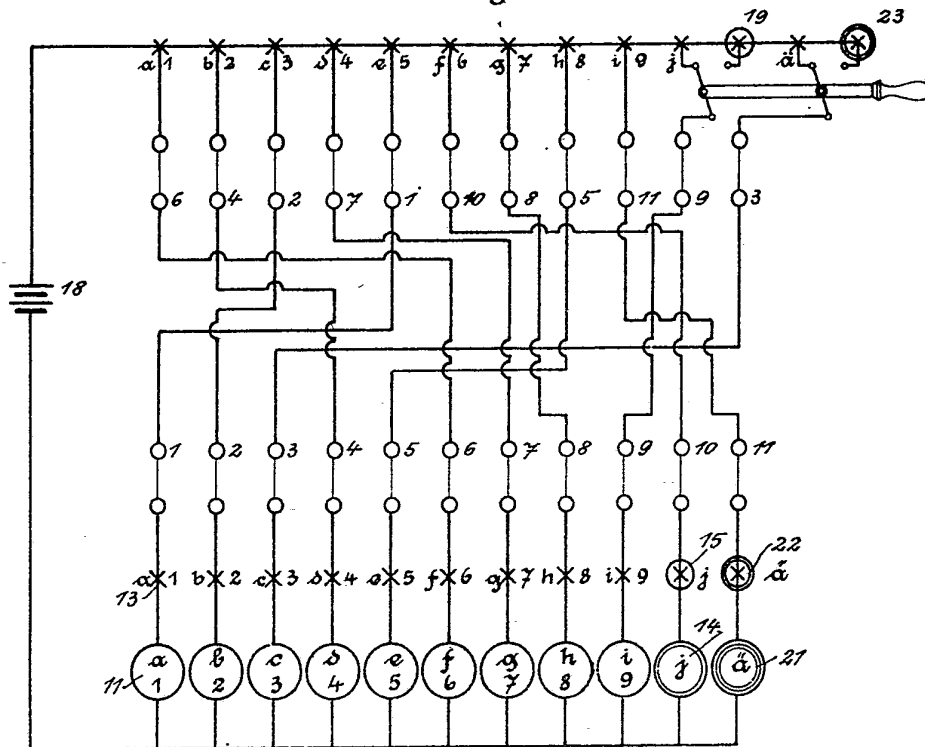 19 23
a 1 b 2 c 3 d 4 e 5 f 6 g 7 h 8 i 9 j ä
6 4 2 7 1 10 8 5 11 9 3
18
1 2 3 4 5 6 7 8 9 10 11
15 22
a 1 b 2 c 3 d 4 e 5 f 6 g 7 h 8 i 9 j ä
13
14
a b c d e f g h i j ä 21
11 1 2 3 4 5 6 7 8 9